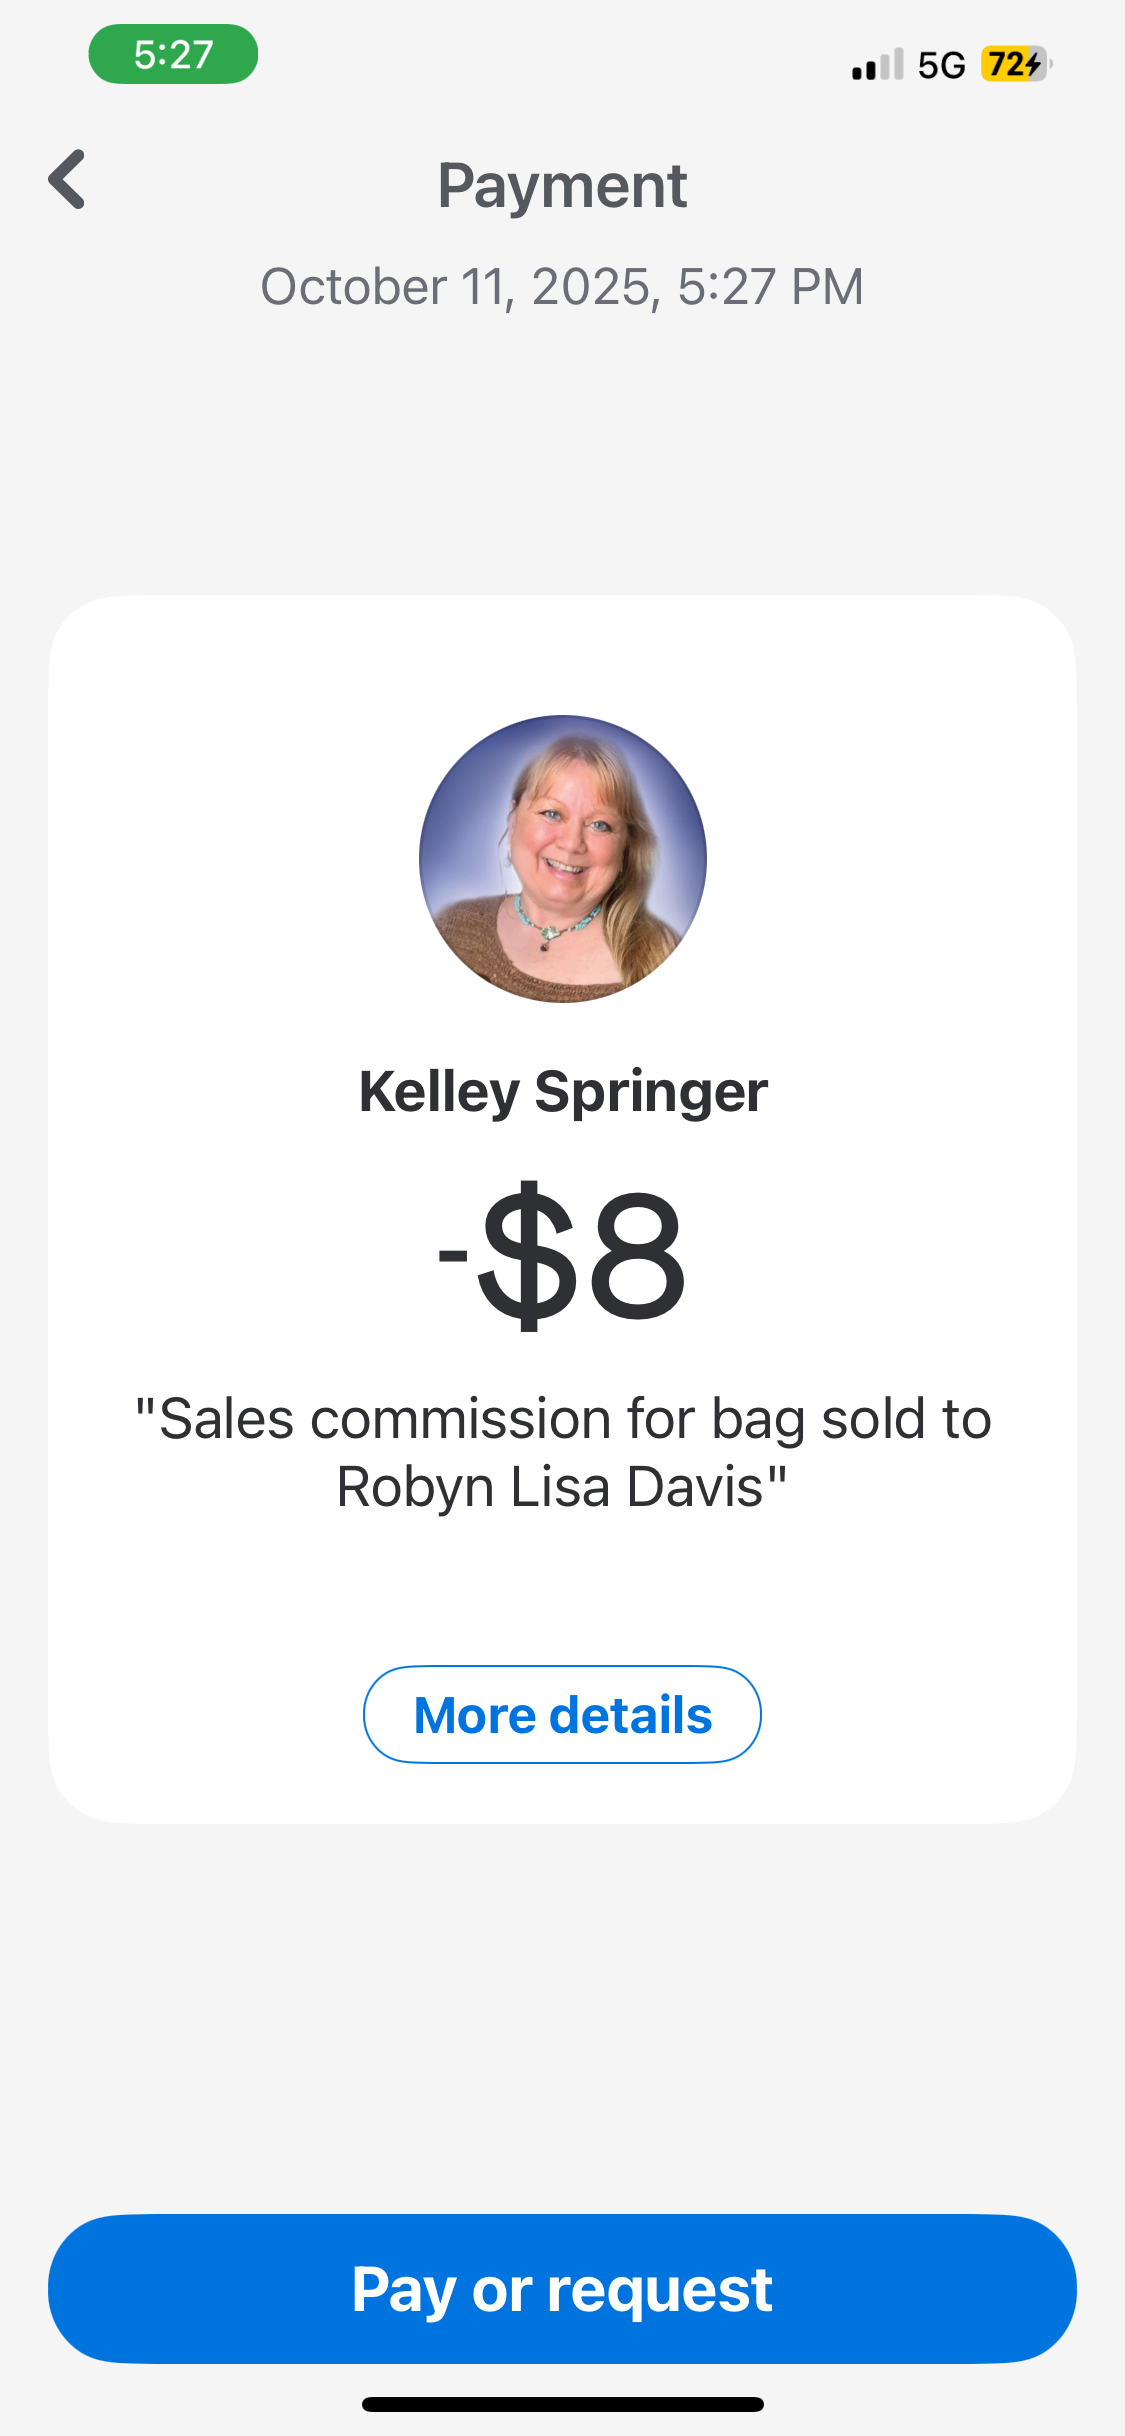 5:27
5G
72
Payment
October 11, 2025, 5:27 PM
Kelley Springer
-$8
"Sales commission for bag sold to
Robyn Lisa Davis"
More details
Pay or request